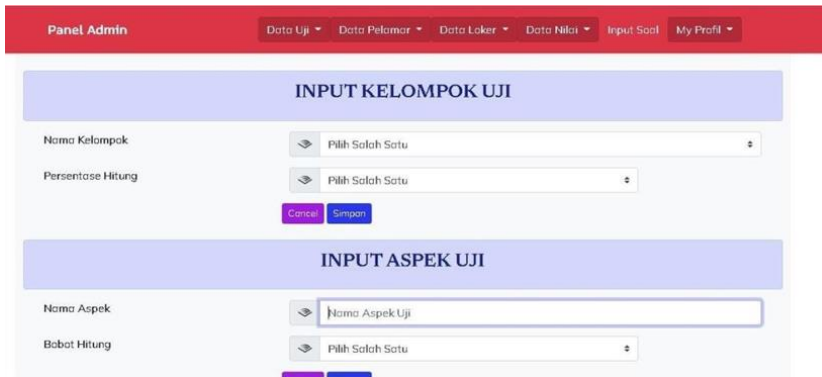 Panel Admin Data Uji Data Pelamar Data Loker Data Nilai Input Soal My Profil
INPUT KELOMPOK UJI
Nama Kelompok Pilih Salah Satu
Persentase Hitung Pilih Salah Satu
Cancel Simpan
INPUT ASPEK UJI
Nama Aspek Nama Aspek Uji
Bobot Hitung Pilih Salah Satu